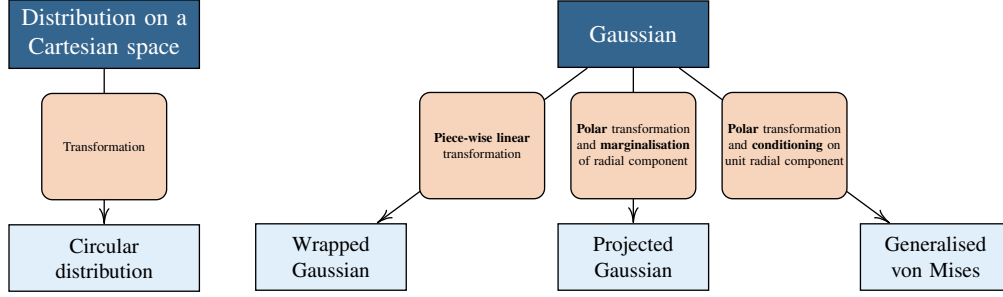 Distribution on a
Cartesian space
Transformation
Circular
distribution
Gaussian
Piece-wise linear
transformation
Polar transformation
and marginalisation
of radial component
Polar transformation
and conditioning on
unit radial component
Wrapped
Gaussian
Projected
Gaussian
Generalised
von Mises